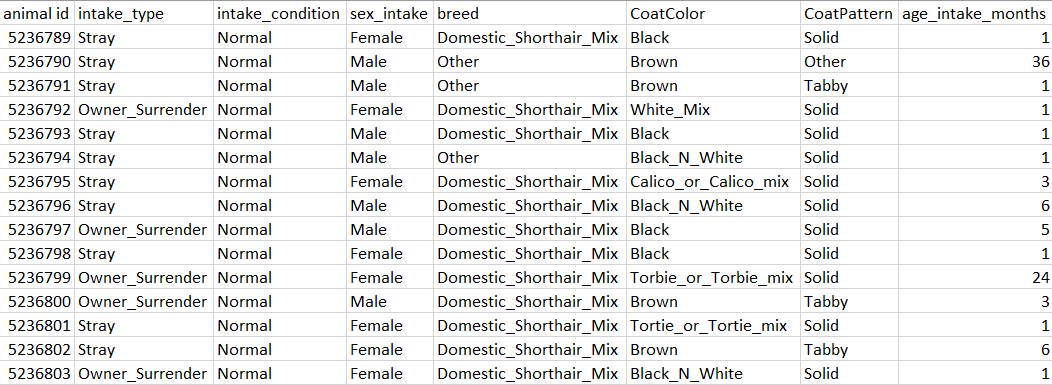 animal id intake_type intake_condition sex_intake breed CoatColor CoatPattern age_intake_months
5236789 Stray Normal Female Domestic_Shorthair_Mix Black Solid 1
5236790 Stray Normal Male Other Brown Other 36
5236791 Stray Normal Male Other Brown Tabby 1
5236792 Owner_Surrender Normal Female Domestic_Shorthair_Mix White_Mix Solid 1
5236793 Stray Normal Male Domestic_Shorthair_Mix Black Solid 1
5236794 Stray Normal Male Other Black_N_White Solid 1
5236795 Stray Normal Female Domestic_Shorthair_Mix Calico_or_Calico_mix Solid 3
5236796 Stray Normal Male Domestic_Shorthair_Mix Black_N_White Solid 6
5236797 Owner_Surrender Normal Male Domestic_Shorthair_Mix Black Solid 5
5236798 Stray Normal Female Domestic_Shorthair_Mix Black Solid 1
5236799 Owner_Surrender Normal Female Domestic_Shorthair_Mix Torbie_or_Torbie_mix Solid 24
5236800 Owner_Surrender Normal Male Domestic_Shorthair_Mix Brown Tabby 3
5236801 Stray Normal Female Domestic_Shorthair_Mix Tortie_or_Tortie_mix Solid 1
5236802 Stray Normal Female Domestic_Shorthair_Mix Brown Tabby 6
5236803 Owner_Surrender Normal Female Domestic_Shorthair_Mix Black_N_White Solid 1